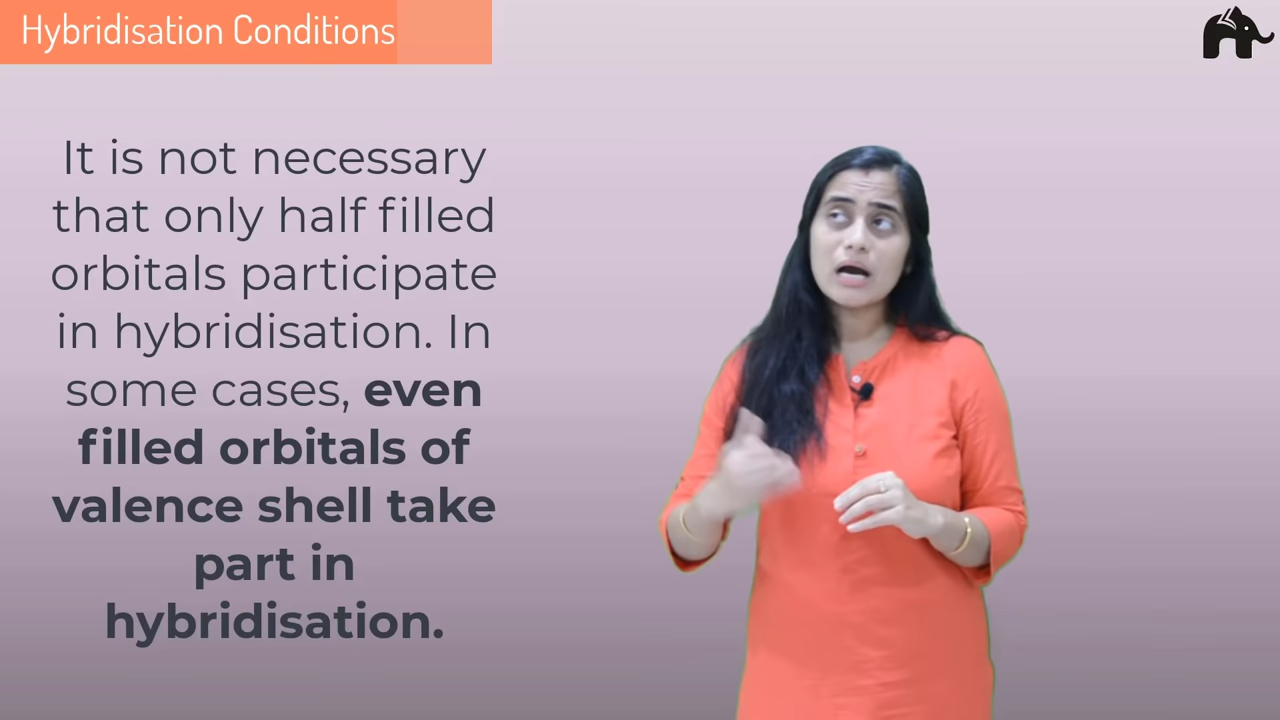 Hybridisation Conditions
It is not necessary
that only half filled
orbitals participate
in hybridisation. In
some cases, even
filled orbitals of
valence shell take
part in
hybridisation.